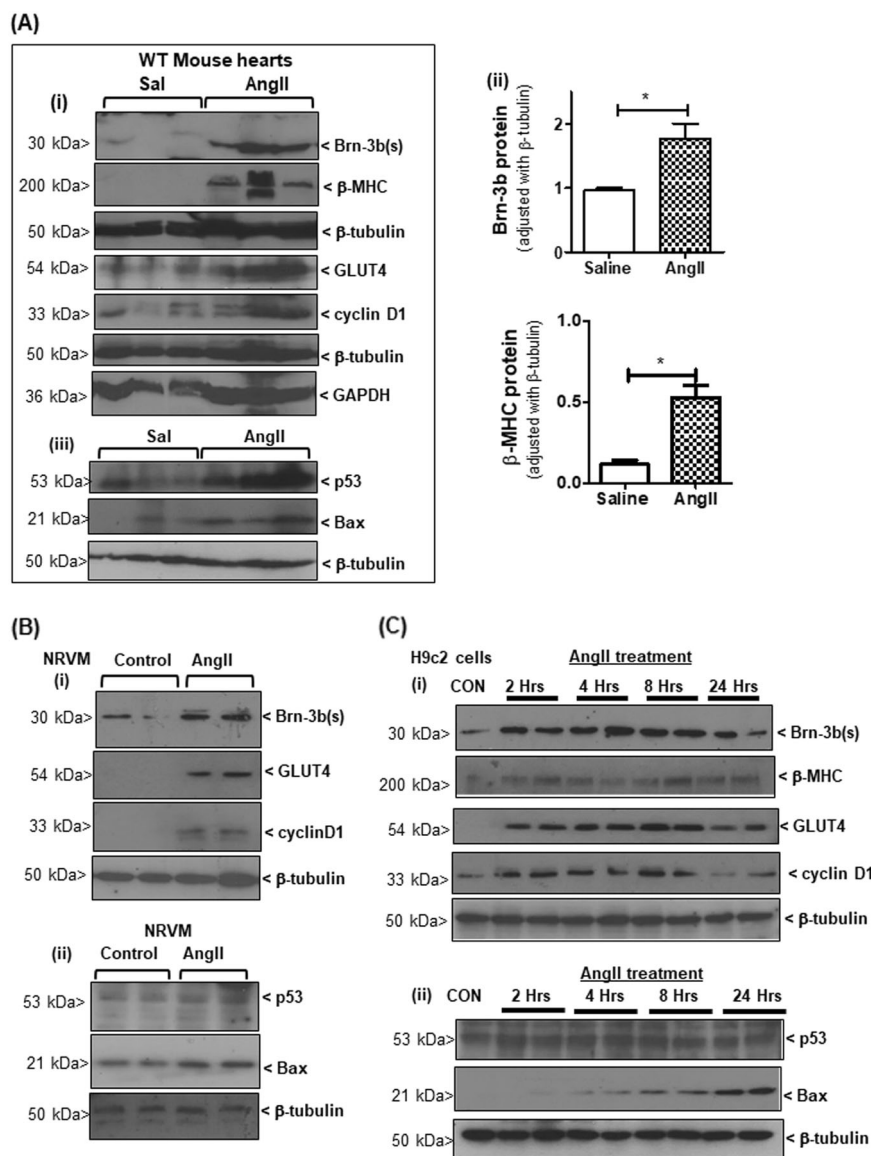 (A)
WT Mouse hearts
Sal AngII
(i)
30 kDa> < Brn-3b(s)
200 kDa> < β-MHC
50 kDa> < β-tubulin
54 kDa> < GLUT4
33 kDa> < cyclin D1
50 kDa> < β-tubulin
36 kDa> < GAPDH
(iii) Sal AngII
53 kDa> < p53
21 kDa> < Bax
50 kDa> < β-tubulin
(ii)
Brn-3b protein
(adjusted with β-tubulin)
*
2
1
0
Saline AngII
β-MHC protein
(adjusted with β-tubulin)
*
1.0
0.5
0.0
Saline AngII
(B)
NRVM Control AngII
(i)
30 kDa> < Brn-3b(s)
54 kDa> < GLUT4
33 kDa> < cyclinD1
50 kDa> < β-tubulin
NRVM
(ii) Control AngII
53 kDa> < p53
21 kDa> < Bax
50 kDa> < β-tubulin
(C)
H9c2 cells AngII treatment
(i) CON 2 Hrs 4 Hrs 8 Hrs 24 Hrs
30 kDa> < Brn-3b(s)
200 kDa> < β-MHC
54 kDa> < GLUT4
33 kDa> < cyclin D1
50 kDa> < β-tubulin
AngII treatment
(ii) CON 2 Hrs 4 Hrs 8 Hrs 24 Hrs
53 kDa> < p53
21 kDa> < Bax
50 kDa> < β-tubulin